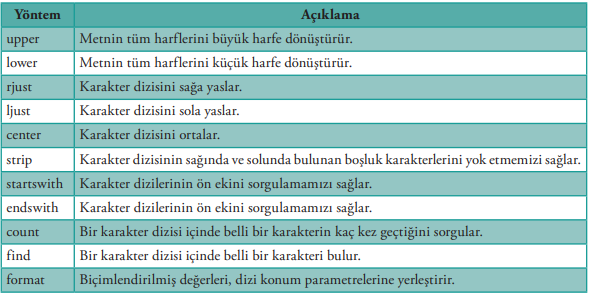 Yöntem Açıklama
upper Metnin tüm harflerini büyük harfe dönüştürür.
lower Metnin tüm harflerini küçük harfe dönüştürür.
rjust Karakter dizisini sağa yaslar.
ljust Karakter dizisini sola yaslar.
center Karakter dizisini ortalar.
strip Karakter dizisinin sağında ve solunda bulunan boşluk karakterlerini yok etmemizi sağlar.
startswith Karakter dizilerinin ön ekini sorgulamamızı sağlar.
endswith Karakter dizilerinin ön ekini sorgulamamızı sağlar.
count Bir karakter dizisi içinde belli bir karakterin kaç kez geçtiğini sorgular.
find Bir karakter dizisi içinde belli bir karakteri bulur.
format Biçimlendirilmiş değerleri, dizi konum parametrelerine yerleştirir.